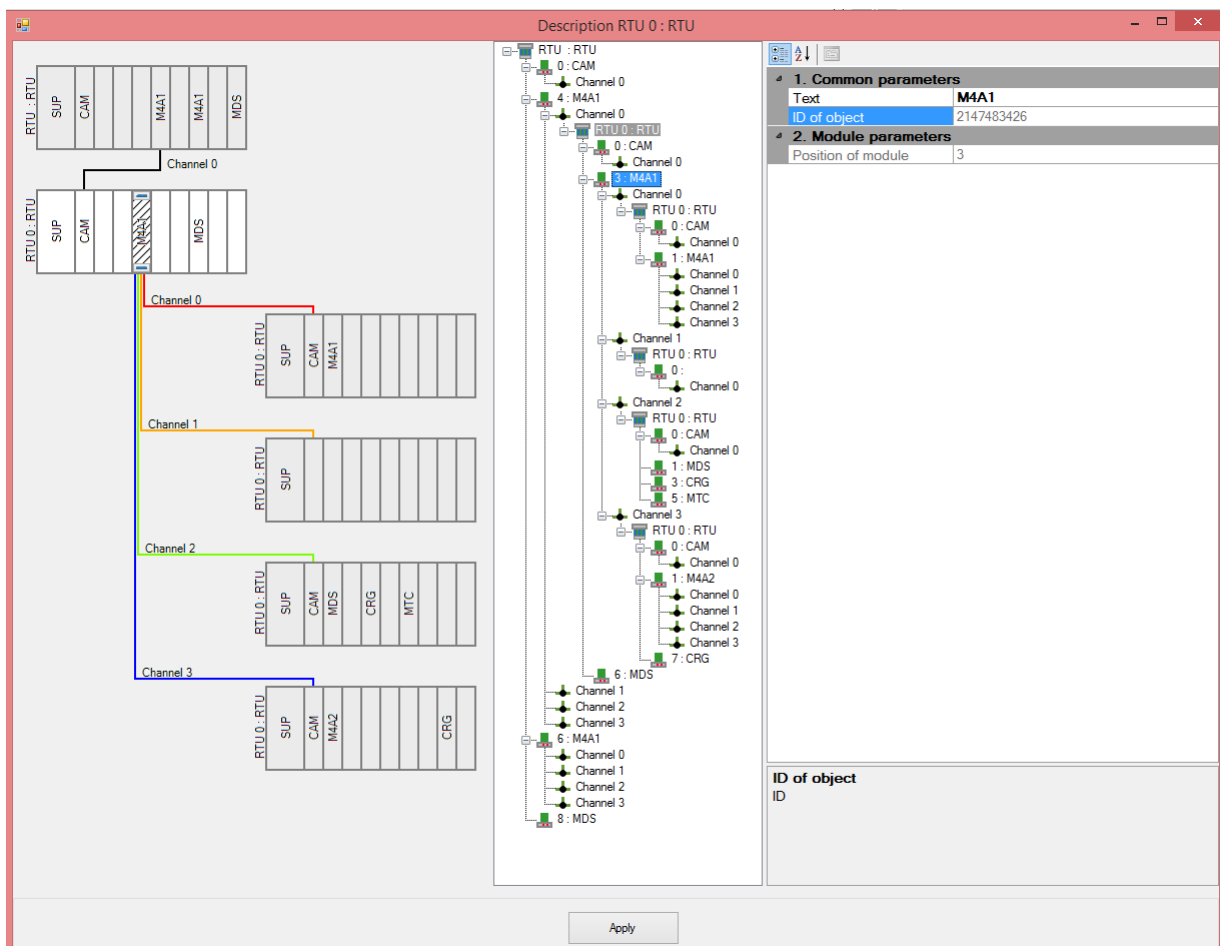 Description RTU 0 : RTU
RTU : RTU
SUP
CAM
M4A1
M4A1
MDS
Channel 0
RTU 0 : RTU
SUP
CAM
M4A1
MDS
Channel 0
RTU 0 : RTU
SUP
CAM
M4A1
Channel 1
RTU 0 : RTU
SUP
Channel 2
RTU 0 : RTU
SUP
CAM
MDS
CRG
MTC
Channel 3
RTU 0 : RTU
SUP
CAM
M4A2
CRG
RTU : RTU
0 : CAM
Channel 0
4 : M4A1
Channel 0
RTU 0 : RTU
0 : CAM
Channel 0
3 : M4A1
Channel 0
RTU 0 : RTU
0 : CAM
Channel 0
1 : M4A1
Channel 0
Channel 1
Channel 2
Channel 3
Channel 1
RTU 0 : RTU
0 :
Channel 0
Channel 2
RTU 0 : RTU
0 : CAM
Channel 0
1 : MDS
3 : CRG
5 : MTC
Channel 3
RTU 0 : RTU
0 : CAM
Channel 0
1 : M4A2
Channel 0
Channel 1
Channel 2
Channel 3
7 : CRG
6 : MDS
Channel 1
Channel 2
Channel 3
6 : M4A1
Channel 0
Channel 1
Channel 2
Channel 3
8 : MDS
1. Common parameters
Text M4A1
ID of object 2147483426
2. Module parameters
Position of module 3
ID of object
ID
Apply